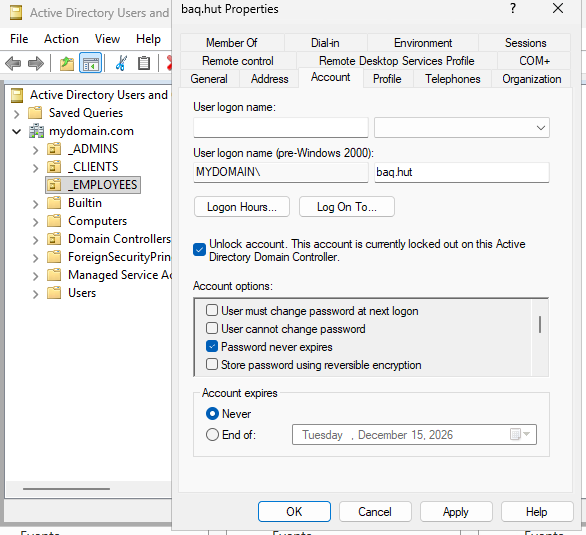 Active Directory Users and
File Action View Help
Active Directory Users and
Saved Queries
mydomain.com
_ADMINS
_CLIENTS
_EMPLOYEES
Builtin
Computers
Domain Controllers
ForeignSecurityPrin
Managed Service Ac
Users
baq.hut Properties
?
Member Of Dial-in Environment Sessions
Remote control Remote Desktop Services Profile COM+
General Address Account Profile Telephones Organization
User logon name:
User logon name (pre-Windows 2000):
MYDOMAIN\ baq.hut
Logon Hours... Log On To...
Unlock account. This account is currently locked out on this Active
Directory Domain Controller.
Account options:
User must change password at next logon
User cannot change password
Password never expires
Store password using reversible encryption
Account expires
Never
End of: Tuesday , December 15, 2026
OK Cancel Apply Help